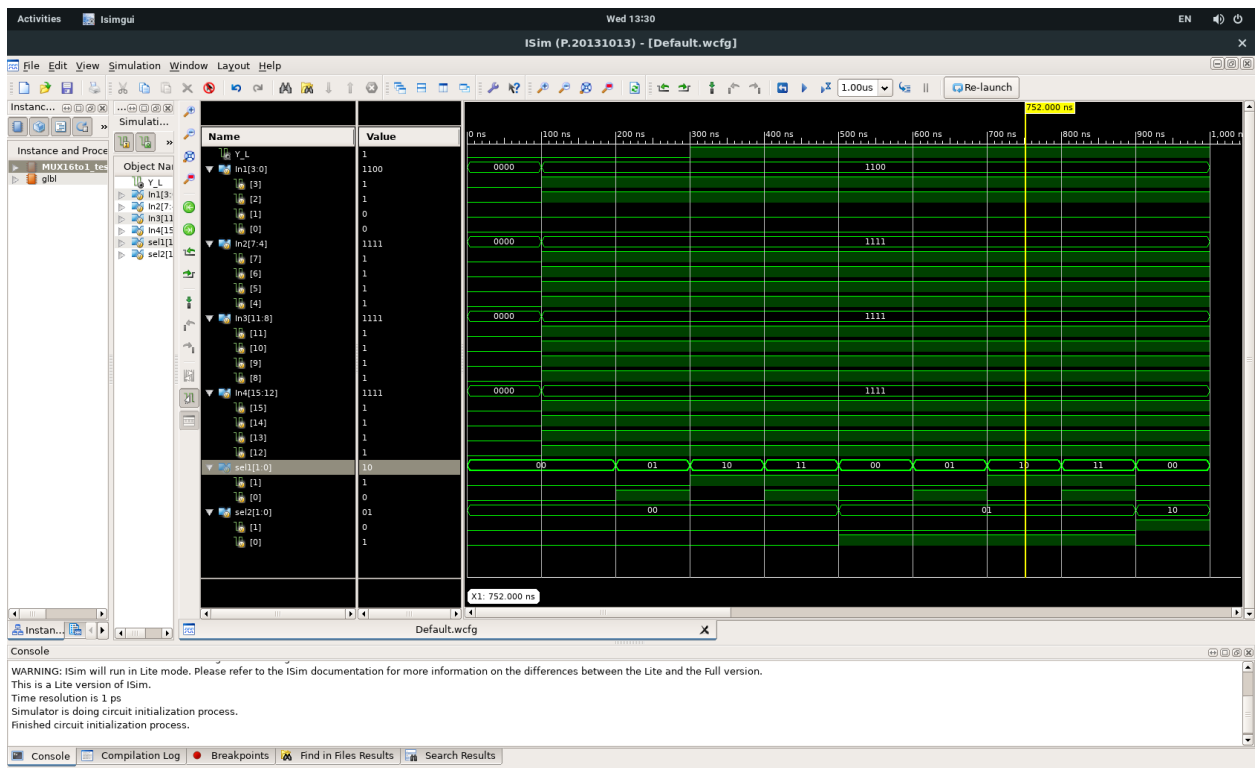 Activities Isimgui Wed 13:30 EN
ISim (P.20131013) - [Default.wcfg]
File Edit View Simulation Window Layout Help
1.00us Re-launch
Instanc...
Simulati...
Instance and Proce
MUX16to1_tes
glbl
Object Nar
Y_L
In1[3:
In2[7:
In3[11
In4[15
sel1[1
sel2[1
752.000 ns
Name Value
0 ns 100 ns 200 ns 300 ns 400 ns 500 ns 600 ns 700 ns 800 ns 900 ns 1,000 n
Y_L 1
In1[3:0] 1100 0000 1100
[3] 1
[2] 1
[1] 0
[0] 0
In2[7:4] 1111 0000 1111
[7] 1
[6] 1
[5] 1
[4] 1
In3[11:8] 1111 0000 1111
[11] 1
[10] 1
[9] 1
[8] 1
In4[15:12] 1111 0000 1111
[15] 1
[14] 1
[13] 1
[12] 1
sel1[1:0] 10 00 01 10 11 00 01 10 11 00
[1] 1
[0] 0
sel2[1:0] 01 00 01 10
[1] 0
[0] 1
X1: 752.000 ns
Instan... Default.wcfg
Console
WARNING: ISim will run in Lite mode. Please refer to the ISim documentation for more information on the differences between the Lite and the Full version.
This is a Lite version of ISim.
Time resolution is 1 ps
Simulator is doing circuit initialization process.
Finished circuit initialization process.
Console Compilation Log Breakpoints Find in Files Results Search Results